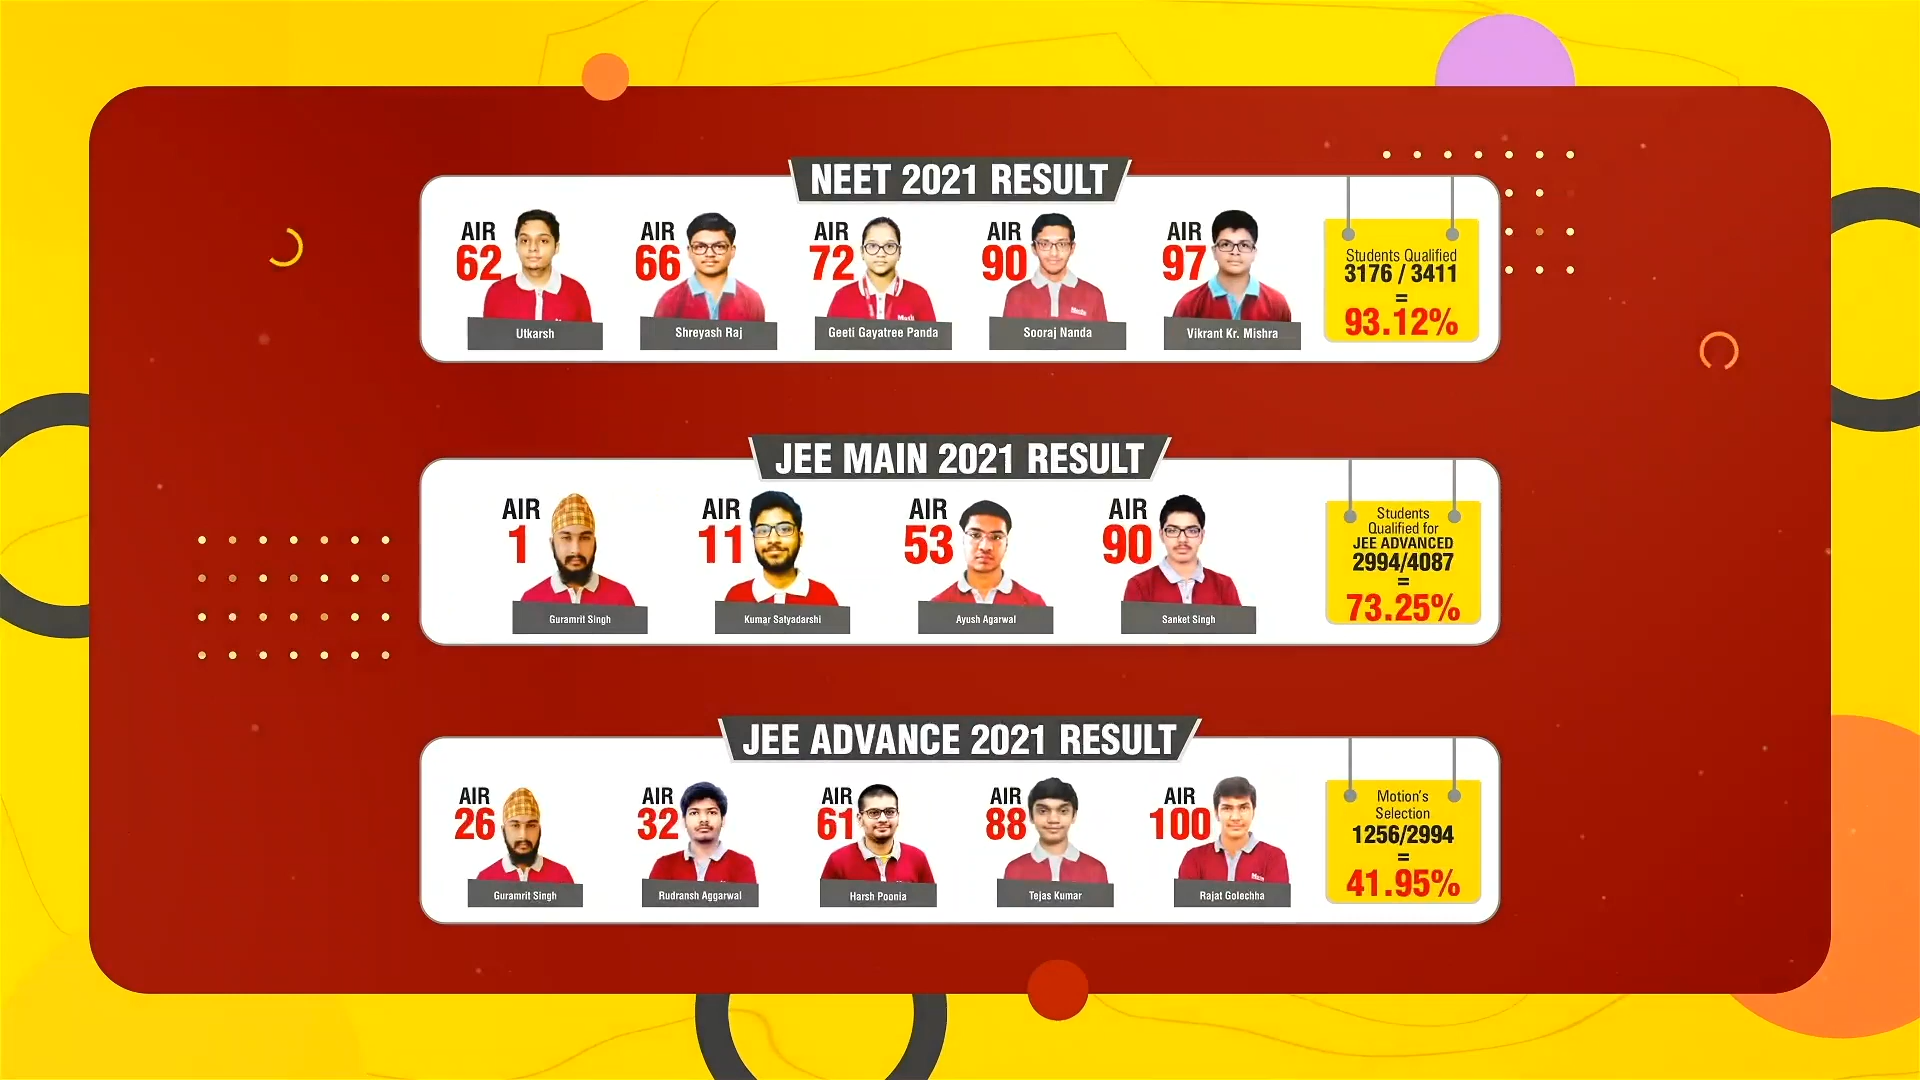 NEET 2021 RESULT
AIR
62
Utkarsh
AIR
66
Shreyash Raj
AIR
72
Geeti Gayatree Panda
AIR
90
Sooraj Nanda
AIR
97
Vikrant Kr. Mishra
Students Qualified
3176 / 3411
=
93.12%
JEE MAIN 2021 RESULT
AIR
1
Guramrit Singh
AIR
11
Kumar Satyadarshi
AIR
53
Ayush Agarwal
AIR
90
Sanket Singh
Students
Qualified for
JEE ADVANCED
2994/4087
=
73.25%
JEE ADVANCE 2021 RESULT
AIR
26
Guramrit Singh
AIR
32
Rudransh Aggarwal
AIR
61
Harsh Poonia
AIR
88
Tejas Kumar
AIR
100
Rajat Golechha
Motion's
Selection
1256/2994
=
41.95%